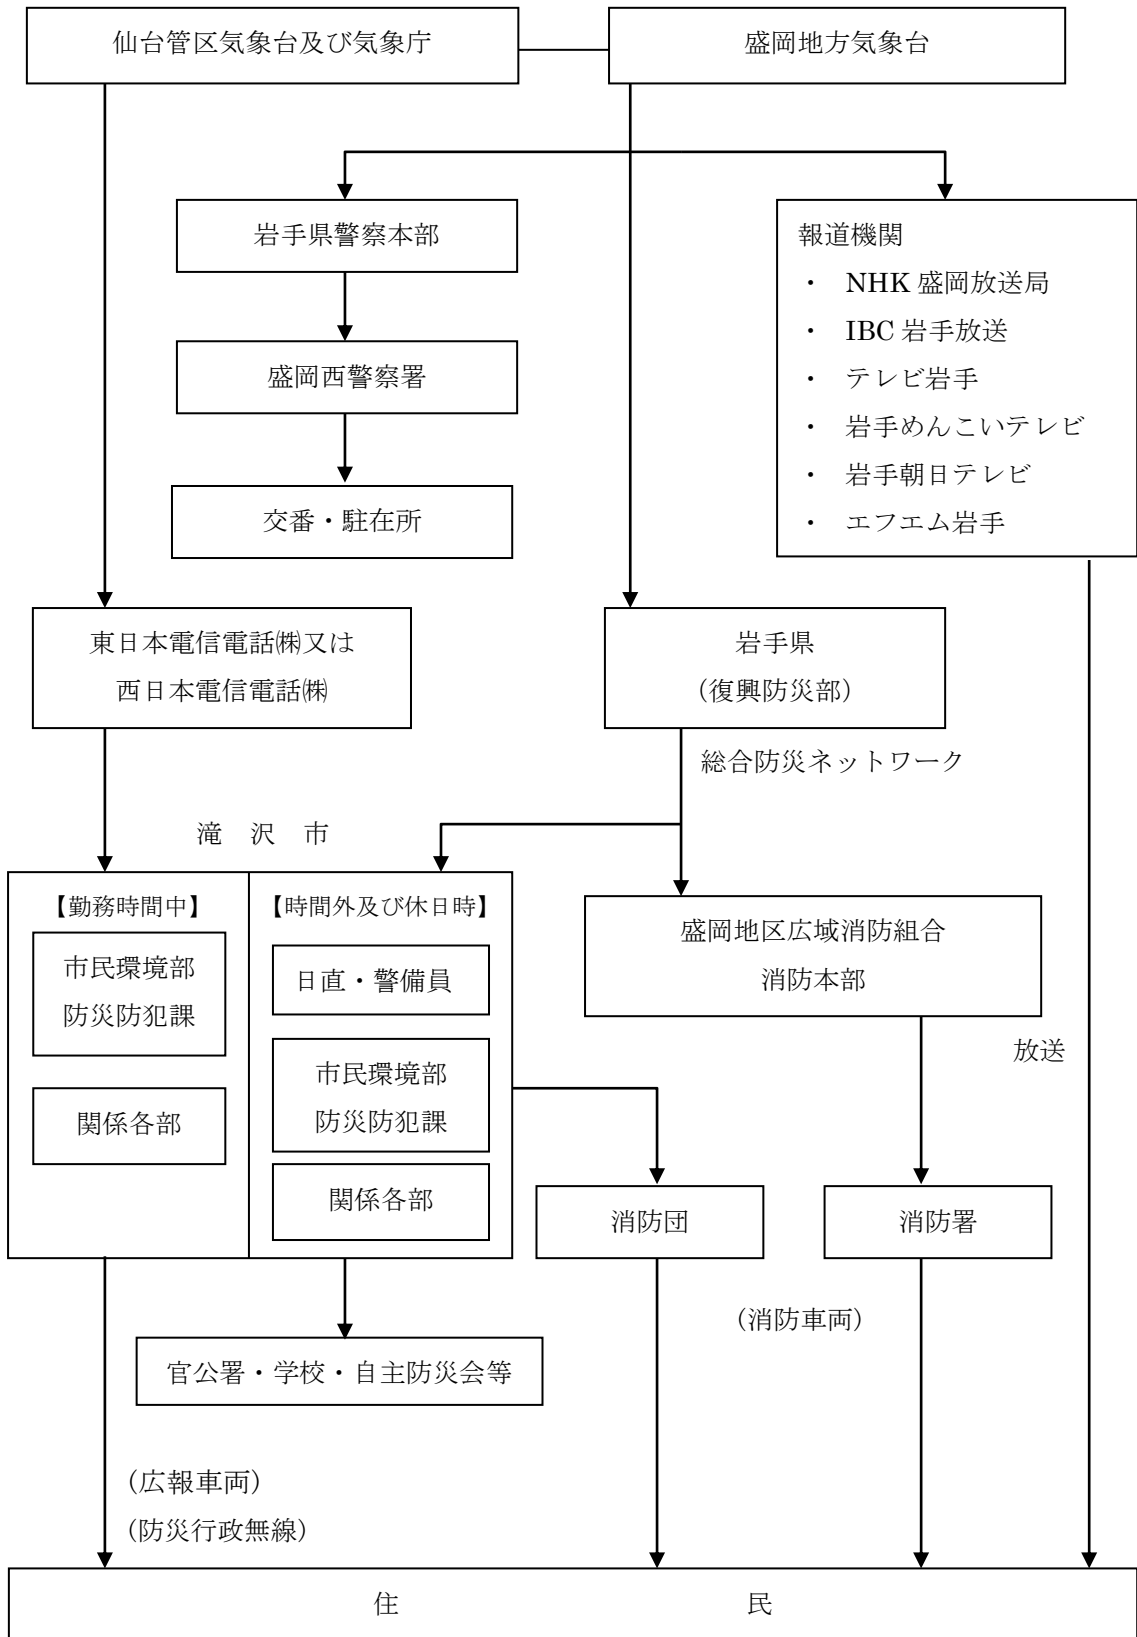 仙台管区気象台及び気象庁
盛岡地方気象台
岩手県警察本部
盛岡西警察署
交番・駐在所
報道機関
・ NHK 盛岡放送局
・ IBC 岩手放送
・ テレビ岩手
・ 岩手めんこいテレビ
・ 岩手朝日テレビ
・ エフエム岩手
東日本電信電話㈱又は
西日本電信電話㈱
岩手県
（復興防災部）
総合防災ネットワーク
滝 沢 市
【勤務時間中】
市民環境部
防災防犯課
関係各部
【時間外及び休日時】
日直・警備員
市民環境部
防災防犯課
関係各部
盛岡地区広域消防組合
消防本部
放送
消防団
消防署
（消防車両）
官公署・学校・自主防災会等
（広報車両）
（防災行政無線）
住 民